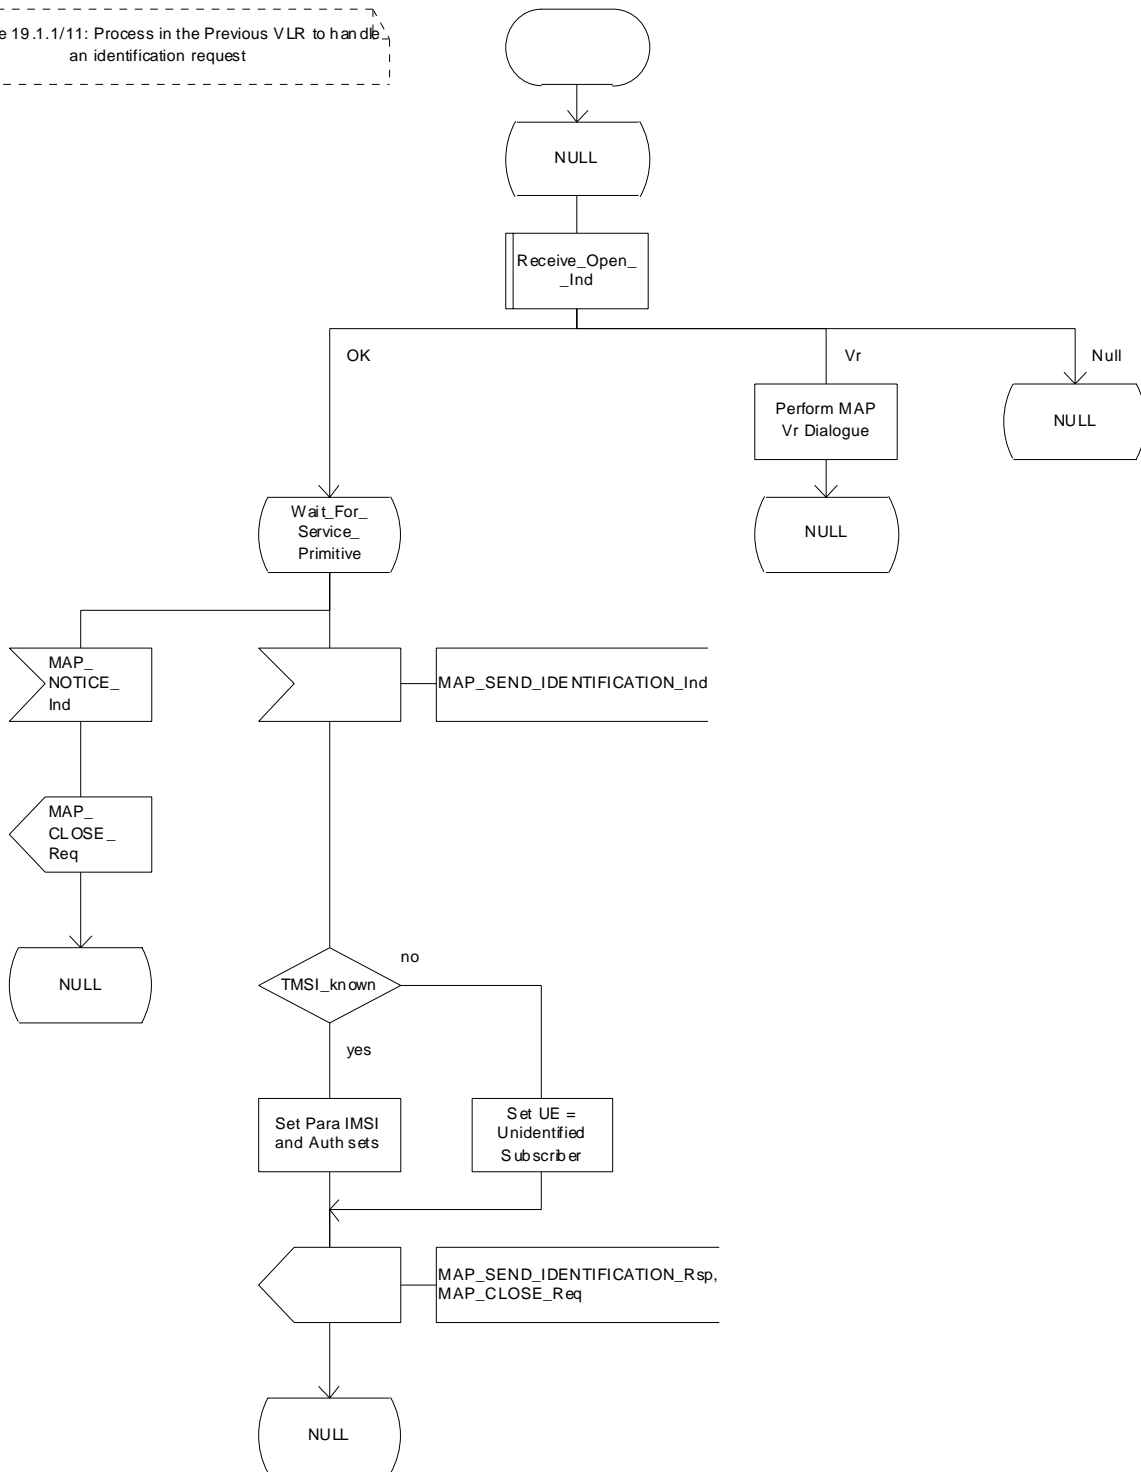 e 19.1.1/11: Process in the Previous VLR to handle
an identification request
NULL
Receive_Open_
_Ind
OK
Vr
Null
Perform MAP
Vr Dialogue
NULL
NULL
Wait_For_
Service_
Primitive
MAP_
NOTICE_
Ind
MAP_SEND_IDENTIFICATION_Ind
MAP_
CLOSE_
Req
NULL
TMSI_known
no
yes
Set Para IMSI
and Auth sets
Set UE =
Unidentified
Subscriber
MAP_SEND_IDENTIFICATION_Rsp,
MAP_CLOSE_Req
NULL